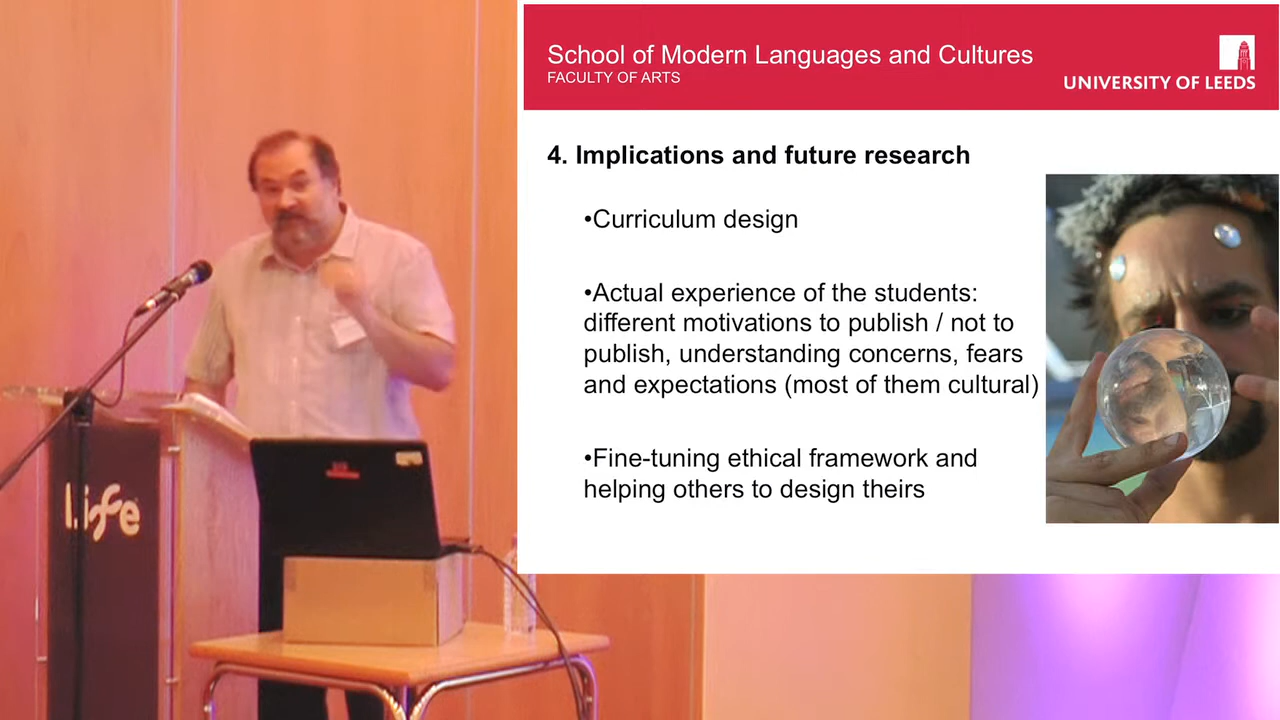 School of Modern Languages and Cultures
FACULTY OF ARTS
UNIVERSITY OF LEEDS
4. Implications and future research
•Curriculum design
•Actual experience of the students:
different motivations to publish / not to
publish, understanding concerns, fears
and expectations (most of them cultural)
•Fine-tuning ethical framework and
helping others to design theirs
Life